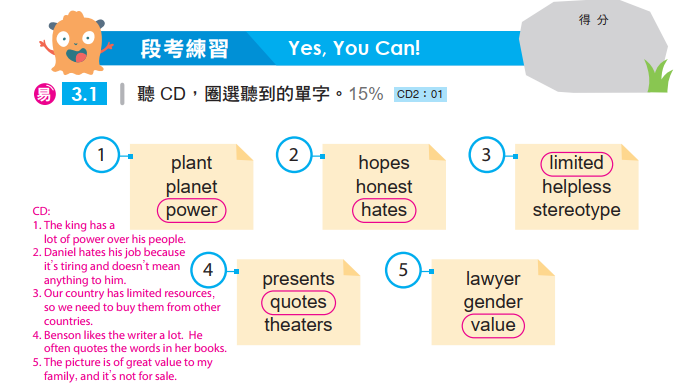 得 分
段考練習 Yes, You Can!
易 3.1 聽 CD，圈選聽到的單字。15% CD2：01
1
plant
planet
power
2
hopes
honest
hates
3
limited
helpless
stereotype
CD:
1. The king has a
lot of power over his people.
2. Daniel hates his job because
it's tiring and doesn't mean
anything to him.
3. Our country has limited resources,
so we need to buy them from other
countries.
4. Benson likes the writer a lot. He
often quotes the words in her books.
5. The picture is of great value to my
family, and it's not for sale.
4
presents
quotes
theaters
5
lawyer
gender
value